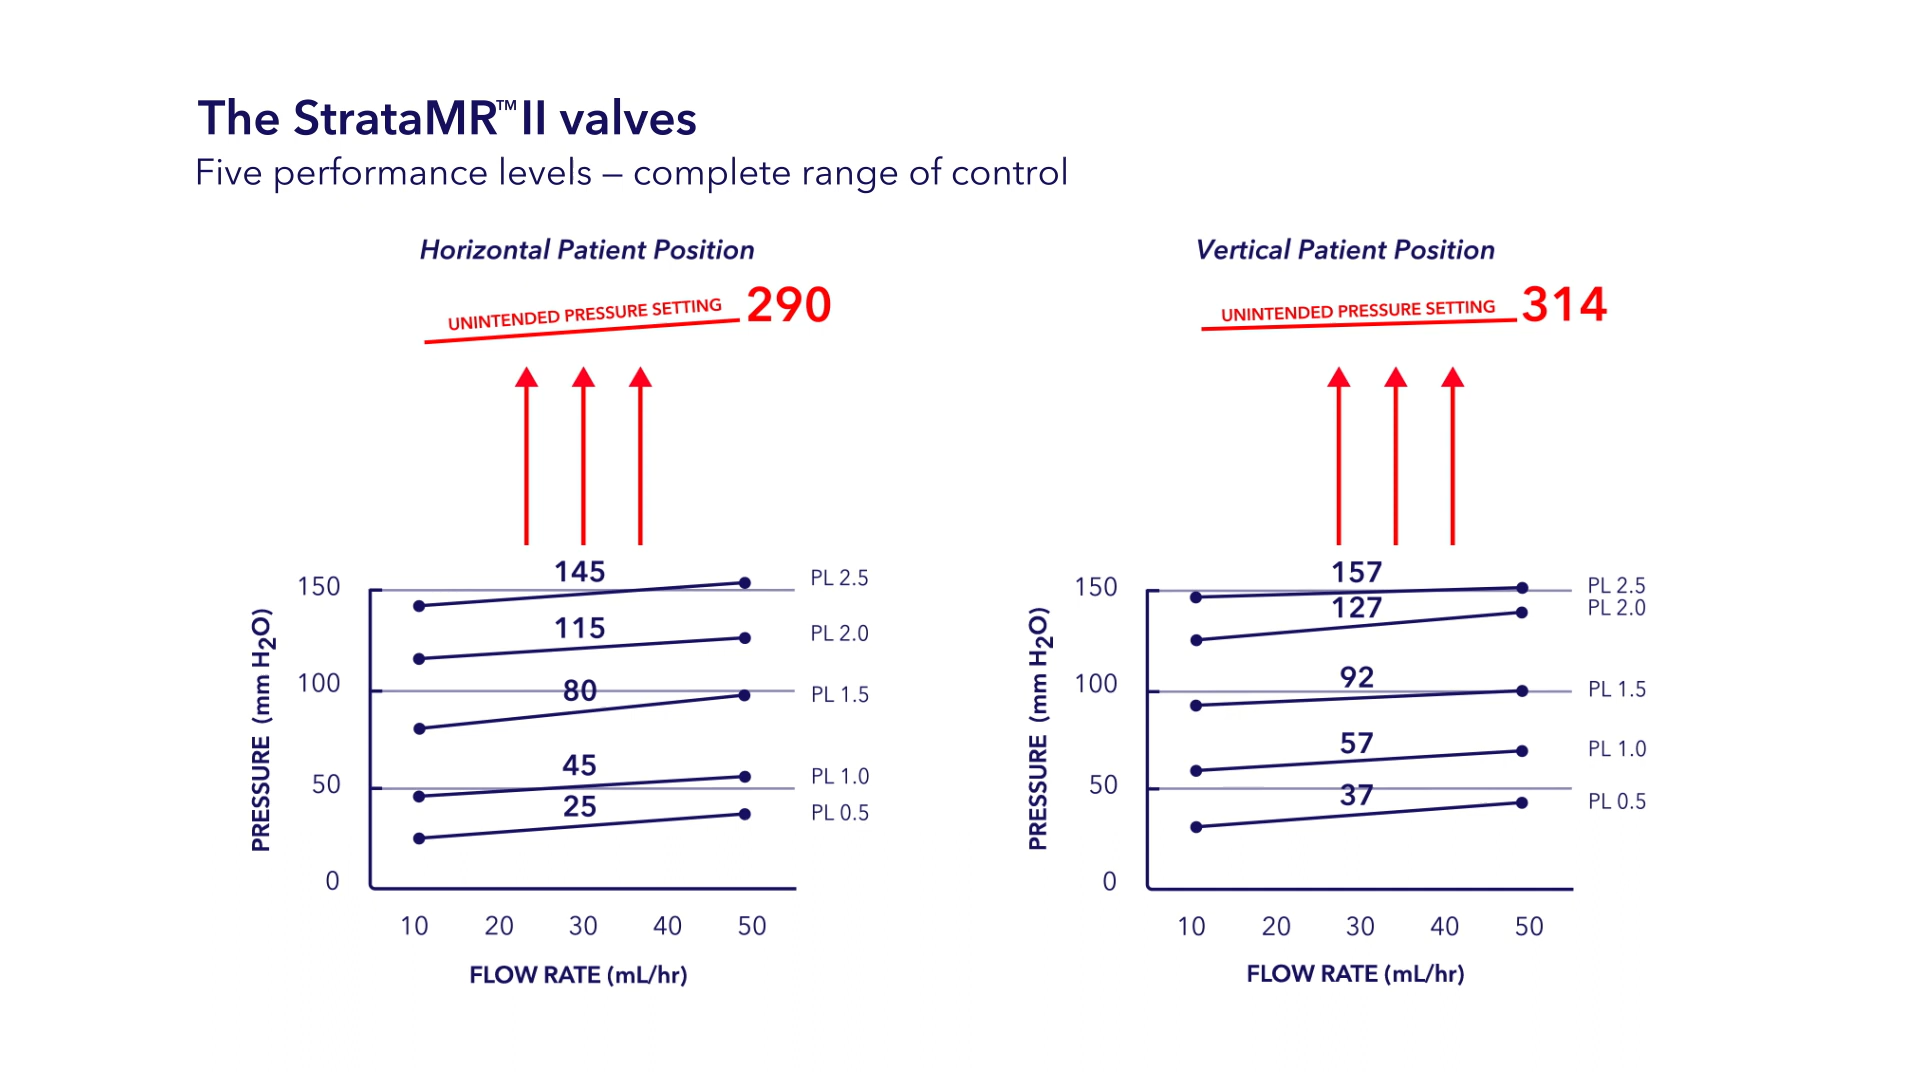 The StrataMR™II valves
Five performance levels – complete range of control
Horizontal Patient Position
UNINTENDED PRESSURE SETTING 290
145
115
80
45
25
150
100
50
0
PL 2.5
PL 2.0
PL 1.5
PL 1.0
PL 0.5
PRESSURE (mm H2O)
10 20 30 40 50
FLOW RATE (mL/hr)
Vertical Patient Position
UNINTENDED PRESSURE SETTING 314
157
127
92
57
37
150
100
50
0
PL 2.5
PL 2.0
PL 1.5
PL 1.0
PL 0.5
PRESSURE (mm H2O)
10 20 30 40 50
FLOW RATE (mL/hr)